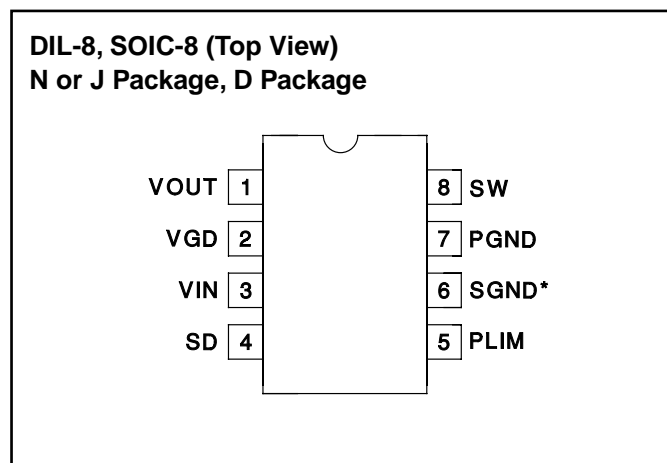 DIL-8, SOIC-8 (Top View)
N or J Package, D Package
VOUT 1 8 SW
VGD 2 7 PGND
VIN 3 6 SGND*
SD 4 5 PLIM